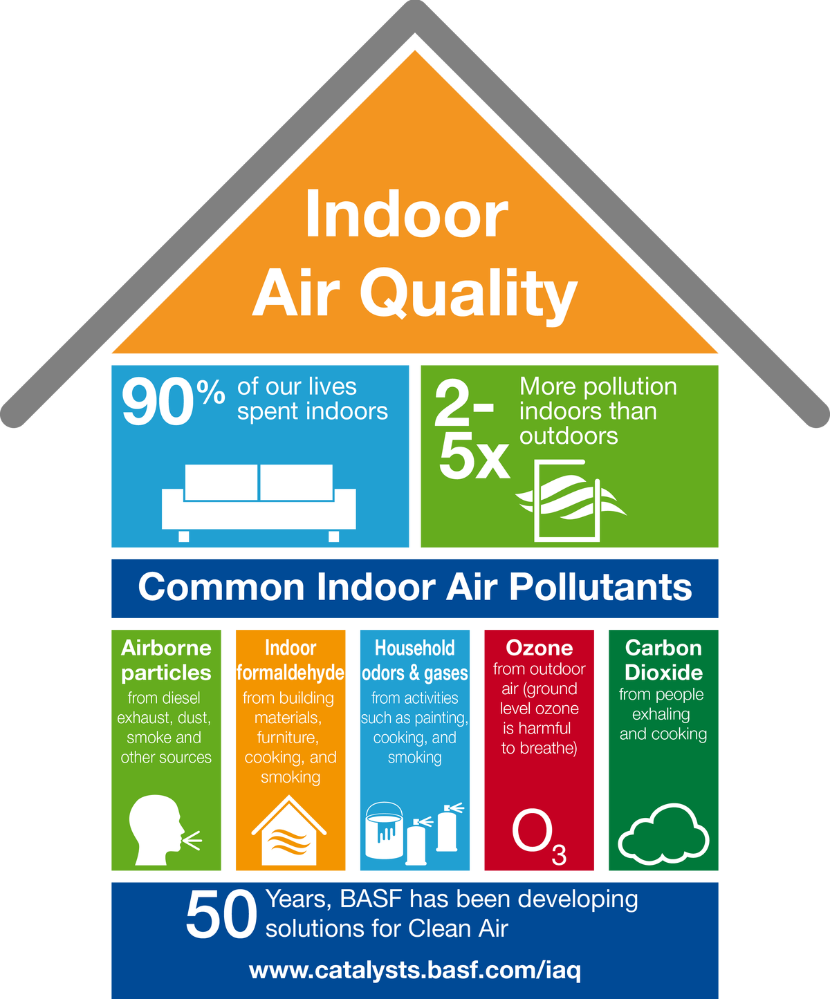 Indoor
Air Quality
90% of our lives
spent indoors
2-
5x
More pollution
indoors than
outdoors
Common Indoor Air Pollutants
Airborne
particles
from diesel
exhaust, dust,
smoke and
other sources
Indoor
formaldehyde
from building
materials,
furniture,
cooking, and
smoking
Household
odors & gases
from activities
such as painting,
cooking, and
smoking
Ozone
from outdoor
air (ground
level ozone
is harmful
to breathe)
O3
Carbon
Dioxide
from people
exhaling
and cooking
50 Years, BASF has been developing
solutions for Clean Air
www.catalysts.basf.com/iaq